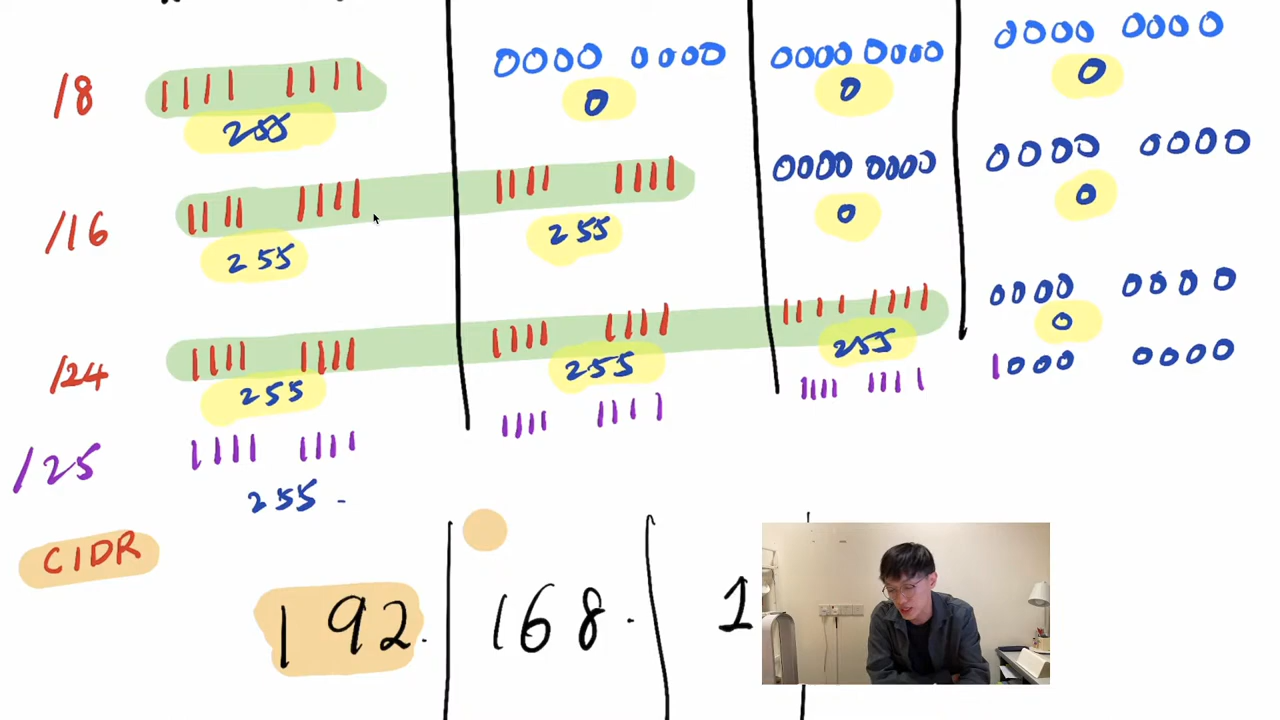 /8 1111 1111 0000 0000 0000 0000 0000 0000
255 0 0 0
/16 1111 1111 1111 1111 0000 0000 0000 0000
255 255 0 0
/24 1111 1111 1111 1111 1111 1111 0000 0000
255 255 255 0
/25 1111 1111 1111 1111 1111 1111 1000 0000
255 .
CIDR
192. 168. 1